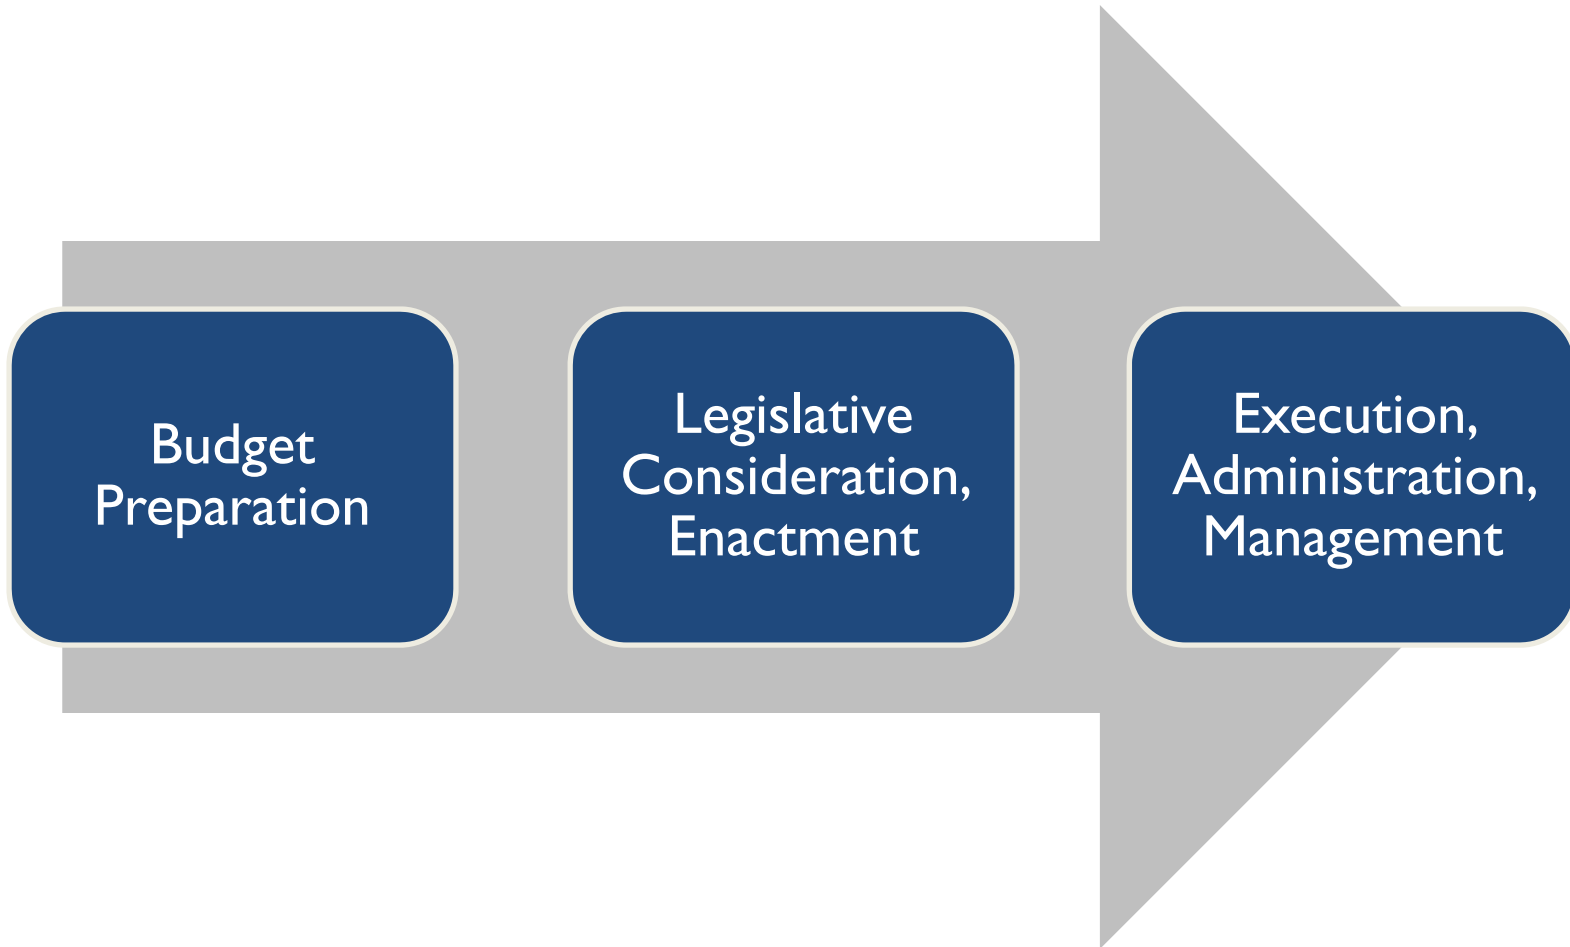 Budget
Preparation
Legislative
Consideration,
Enactment
Execution,
Administration,
Management